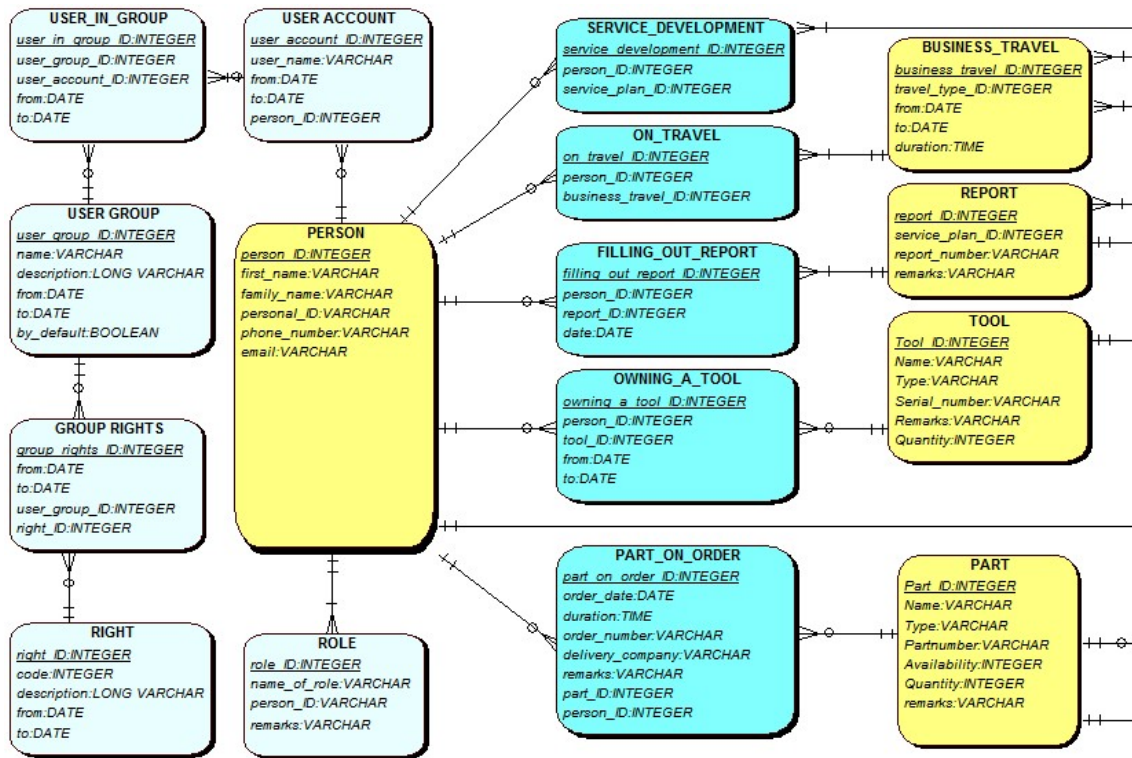 USER_IN_GROUP
user_in_group_ID:INTEGER
user_group_ID:INTEGER
user_account_ID:INTEGER
from:DATE
to:DATE
USER ACCOUNT
user_account_ID:INTEGER
user_name:VARCHAR
from:DATE
to:DATE
person_ID:INTEGER
USER GROUP
user_group_ID:INTEGER
name:VARCHAR
description:LONG VARCHAR
from:DATE
to:DATE
by_default:BOOLEAN
GROUP RIGHTS
group_rights_ID:INTEGER
from:DATE
to:DATE
user_group_ID:INTEGER
right_ID:INTEGER
RIGHT
right_ID:INTEGER
code:INTEGER
description:LONG VARCHAR
from:DATE
to:DATE
PERSON
person_ID:INTEGER
first_name:VARCHAR
family_name:VARCHAR
personal_ID:VARCHAR
phone_number:VARCHAR
email:VARCHAR
ROLE
role_ID:INTEGER
name_of_role:VARCHAR
person_ID:VARCHAR
remarks:VARCHAR
SERVICE_DEVELOPMENT
service_development_ID:INTEGER
person_ID:INTEGER
service_plan_ID:INTEGER
ON_TRAVEL
on_travel_ID:INTEGER
person_ID:INTEGER
business_travel_ID:INTEGER
FILLING_OUT_REPORT
filling_out_report_ID:INTEGER
person_ID:INTEGER
report_ID:INTEGER
date:DATE
OWNING_A_TOOL
owning_a_tool_ID:INTEGER
person_ID:INTEGER
tool_ID:INTEGER
from:DATE
to:DATE
PART_ON_ORDER
part_on_order_ID:INTEGER
order_date:DATE
duration:TIME
order_number:VARCHAR
delivery_company:VARCHAR
remarks:VARCHAR
part_ID:INTEGER
person_ID:INTEGER
BUSINESS_TRAVEL
business_travel_ID:INTEGER
travel_type_ID:INTEGER
from:DATE
to:DATE
duration:TIME
REPORT
report_ID:INTEGER
service_plan_ID:INTEGER
report_number:VARCHAR
remarks:VARCHAR
TOOL
Tool_ID:INTEGER
Name:VARCHAR
Type:VARCHAR
Serial_number:VARCHAR
Remarks:VARCHAR
Quantity:INTEGER
PART
Part_ID:INTEGER
Name:VARCHAR
Type:VARCHAR
Partnumber:VARCHAR
Availability:INTEGER
Quantity:INTEGER
remarks:VARCHAR